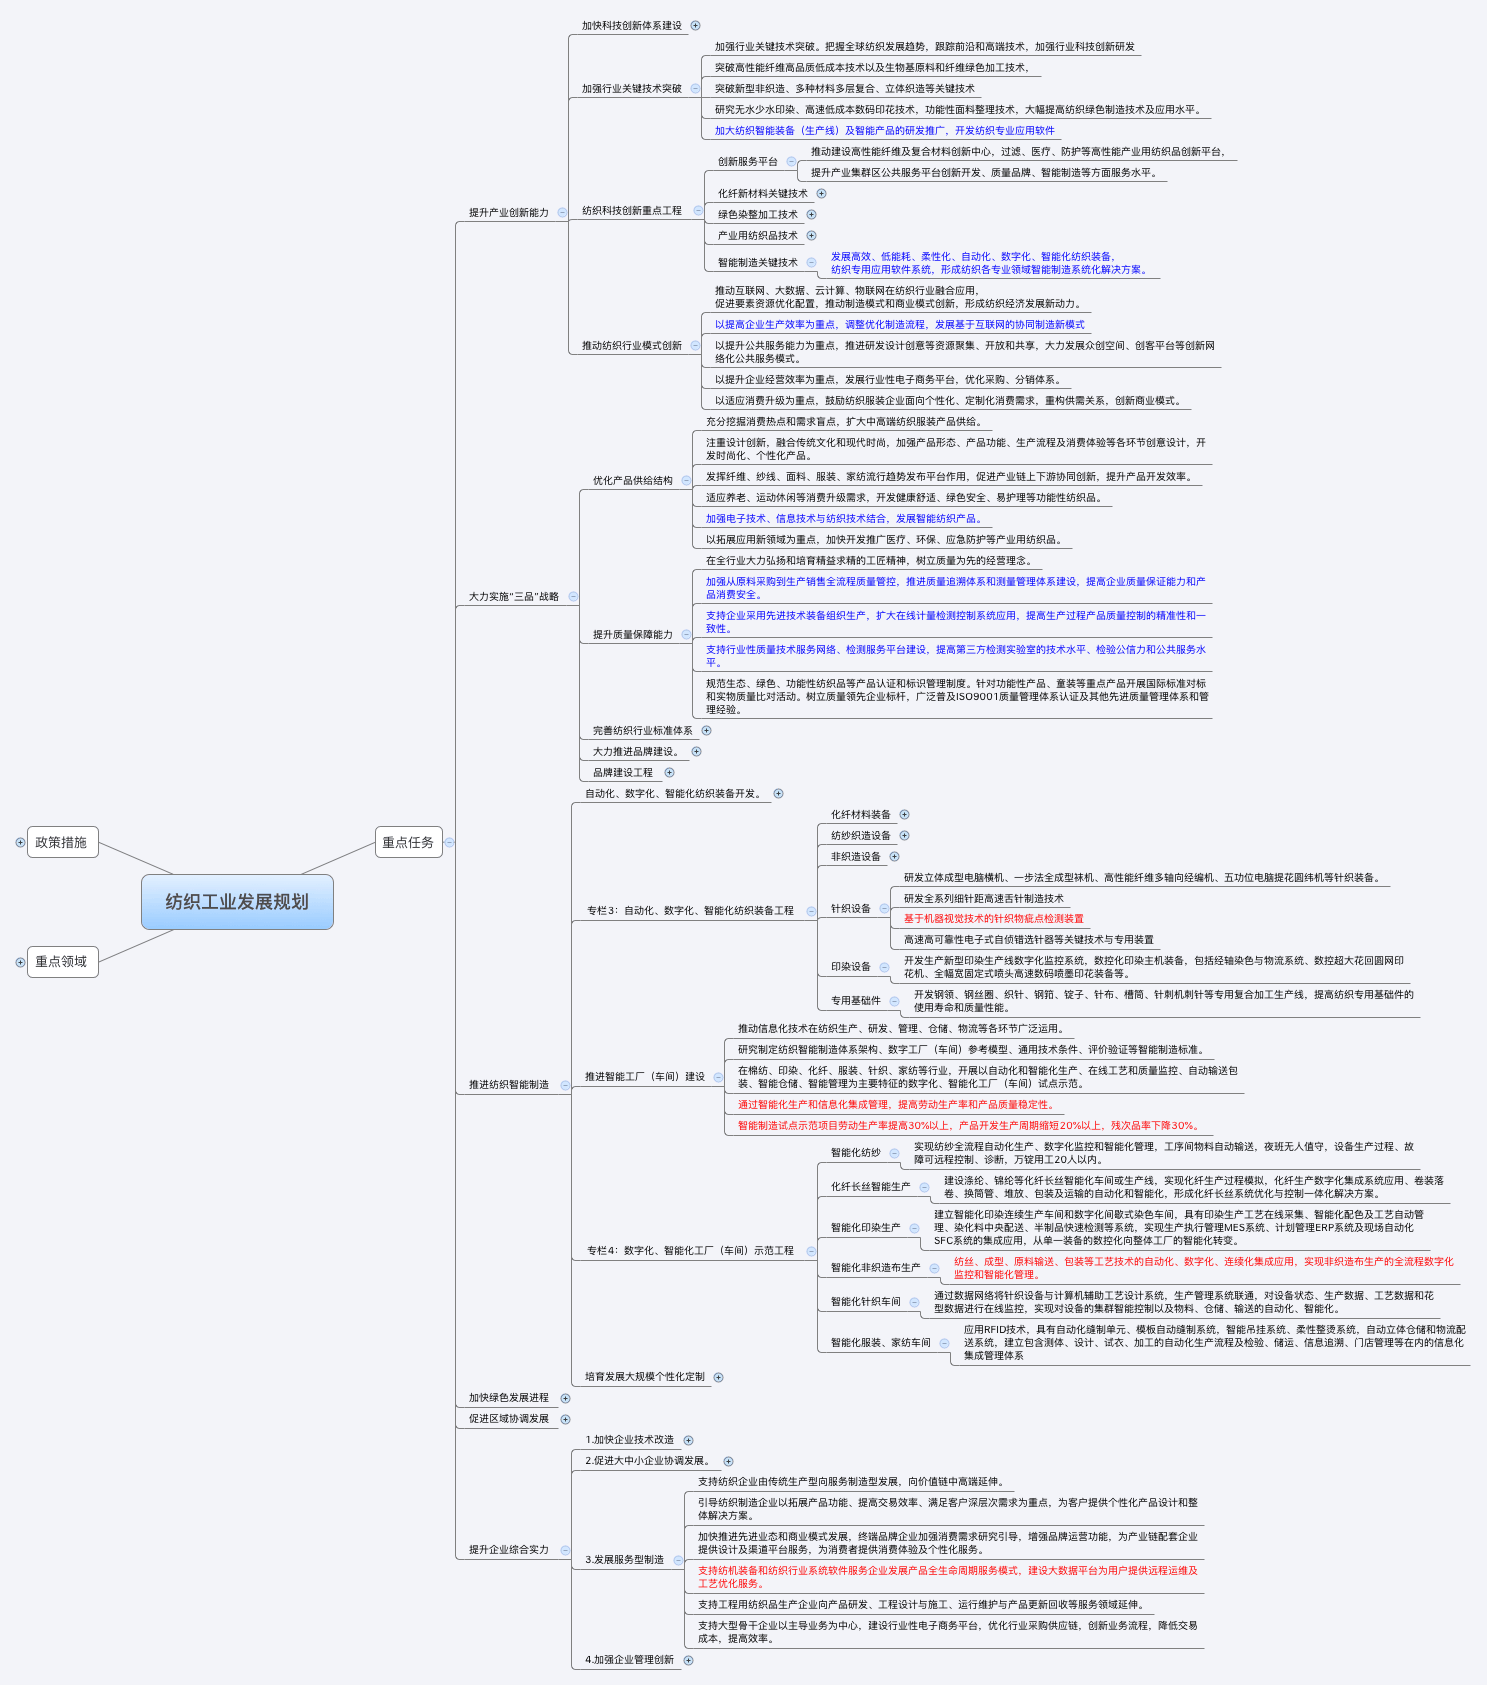 纺织工业发展规划
政策措施
重点领域
重点任务
提升产业创新能力
加快科技创新体系建设
加强行业关键技术突破
加强行业关键技术突破。把握全球纺织发展趋势，跟踪前沿和高端技术，加强行业科技创新研发
突破高性能纤维高品质低成本技术以及生物基原料和纤维绿色加工技术，
突破新型非织造、多种材料多层复合、立体织造等关键技术
研究无水少水印染、高速低成本数码印花技术，功能性面料整理技术，大幅提高纺织绿色制造技术及应用水平。
加大纺织智能装备（生产线）及智能产品的研发推广，开发纺织专业应用软件
纺织科技创新重点工程
创新服务平台
推动建设高性能纤维及复合材料创新中心，过滤、医疗、防护等高性能产业用纺织品创新平台，
提升产业集群区公共服务平台创新开发、质量品牌、智能制造等方面服务水平。
化纤新材料关键技术
绿色染整加工技术
产业用纺织品技术
智能制造关键技术
发展高效、低能耗、柔性化、自动化、数字化、智能化纺织装备，
纺织专用应用软件系统，形成纺织各专业领域智能制造系统化解决方案。
推动纺织行业模式创新
推动互联网、大数据、云计算、物联网在纺织行业融合应用，
促进要素资源优化配置，推动制造模式和商业模式创新，形成纺织经济发展新动力。
以提高企业生产效率为重点，调整优化制造流程，发展基于互联网的协同制造新模式
以提升公共服务能力为重点，推进研发设计创意等资源聚集、开放和共享，大力发展众创空间、创客平台等创新网
络化公共服务模式。
以提升企业经营效率为重点，发展行业性电子商务平台，优化采购、分销体系。
以适应消费升级为重点，鼓励纺织服装企业面向个性化、定制化消费需求，重构供需关系，创新商业模式。
大力实施“三品”战略
优化产品供给结构
充分挖掘消费热点和需求盲点，扩大中高端纺织服装产品供给。
注重设计创新，融合传统文化和现代时尚，加强产品形态、产品功能、生产流程及消费体验等各环节创意设计，开
发时尚化、个性化产品。
发挥纤维、纱线、面料、服装、家纺流行趋势发布平台作用，促进产业链上下游协同创新，提升产品开发效率。
适应养老、运动休闲等消费升级需求，开发健康舒适、绿色安全、易护理等功能性纺织品。
加强电子技术、信息技术与纺织技术结合，发展智能纺织产品。
以拓展应用新领域为重点，加快开发推广医疗、环保、应急防护等产业用纺织品。
提升质量保障能力
在全行业大力弘扬和培育精益求精的工匠精神，树立质量为先的经营理念。
加强从原料采购到生产销售全流程质量管控，推进质量追溯体系和测量管理体系建设，提高企业质量保证能力和产
品消费安全。
支持企业采用先进技术装备组织生产，扩大在线计量检测控制系统应用，提高生产过程产品质量控制的精准性和一
致性。
支持行业性质量技术服务网络、检测服务平台建设，提高第三方检测实验室的技术水平、检验公信力和公共服务水
平。
规范生态、绿色、功能性纺织品等产品认证和标识管理制度。针对功能性产品、童装等重点产品开展国际标准对标
和实物质量比对活动。树立质量领先企业标杆，广泛普及ISO9001质量管理体系认证及其他先进质量管理体系和管
理经验。
完善纺织行业标准体系
大力推进品牌建设。
品牌建设工程
推进纺织智能制造
自动化、数字化、智能化纺织装备开发。
专栏3：自动化、数字化、智能化纺织装备工程
化纤材料装备
纺纱织造设备
非织造设备
针织设备
研发立体成型电脑横机、一步法全成型袜机、高性能纤维多轴向经编机、五功位电脑提花圆纬机等针织装备。
研发全系列细针距高速舌针制造技术
基于机器视觉技术的针织物疵点检测装置
高速高可靠性电子式自侦错选针器等关键技术与专用装置
印染设备
开发生产新型印染生产线数字化监控系统，数控化印染主机装备，包括经轴染色与物流系统、数控超大花回圆网印
花机、全幅宽固定式喷头高速数码喷墨印花装备等。
专用基础件
开发钢领、钢丝圈、织针、钢筘、锭子、针布、槽筒、针刺机刺针等专用复合加工生产线，提高纺织专用基础件的
使用寿命和质量性能。
推进智能工厂（车间）建设
推动信息化技术在纺织生产、研发、管理、仓储、物流等各环节广泛运用。
研究制定纺织智能制造体系架构、数字工厂（车间）参考模型、通用技术条件、评价验证等智能制造标准。
在棉纺、印染、化纤、服装、针织、家纺等行业，开展以自动化和智能化生产、在线工艺和质量监控、自动输送包
装、智能仓储、智能管理为主要特征的数字化、智能化工厂（车间）试点示范。
通过智能化生产和信息化集成管理，提高劳动生产率和产品质量稳定性。
智能制造试点示范项目劳动生产率提高30%以上，产品开发生产周期缩短20%以上，残次品率下降30%。
专栏4：数字化、智能化工厂（车间）示范工程
智能化纺纱
实现纺纱全流程自动化生产、数字化监控和智能化管理，工序间物料自动输送，夜班无人值守，设备生产过程、故
障可远程控制、诊断，万锭用工20人以内。
化纤长丝智能生产
建设涤纶、锦纶等化纤长丝智能化车间或生产线，实现化纤生产过程模拟，化纤生产数字化集成系统应用、卷装落
卷、换筒管、堆放、包装及运输的自动化和智能化，形成化纤长丝系统优化与控制一体化解决方案。
智能化印染生产
建立智能化印染连续生产车间和数字化间歇式染色车间，具有印染生产工艺在线采集、智能化配色及工艺自动管
理、染化料中央配送、半制品快速检测等系统，实现生产执行管理MES系统、计划管理ERP系统及现场自动化
SFC系统的集成应用，从单一装备的数控化向整体工厂的智能化转变。
智能化非织造布生产
纺丝、成型、原料输送、包装等工艺技术的自动化、数字化、连续化集成应用，实现非织造布生产的全流程数字化
监控和智能化管理。
智能化针织车间
通过数据网络将针织设备与计算机辅助工艺设计系统，生产管理系统联通，对设备状态、生产数据、工艺数据和花
型数据进行在线监控，实现对设备的集群智能控制以及物料、仓储、输送的自动化、智能化。
智能化服装、家纺车间
应用RFID技术，具有自动化缝制单元、模板自动缝制系统，智能吊挂系统、柔性整烫系统，自动立体仓储和物流配
送系统，建立包含测体、设计、试衣、加工的自动化生产流程及检验、储运、信息追溯、门店管理等在内的信息化
集成管理体系
培育发展大规模个性化定制
加快绿色发展进程
促进区域协调发展
提升企业综合实力
1.加快企业技术改造
2.促进大中小企业协调发展。
3.发展服务型制造
支持纺织企业由传统生产型向服务制造型发展，向价值链中高端延伸。
引导纺织制造企业以拓展产品功能、提高交易效率、满足客户深层次需求为重点，为客户提供个性化产品设计和整
体解决方案。
加快推进先进业态和商业模式发展，终端品牌企业加强消费需求研究引导，增强品牌运营功能，为产业链配套企业
提供设计及渠道平台服务，为消费者提供消费体验及个性化服务。
支持纺机装备和纺织行业系统软件服务企业发展产品全生命周期服务模式，建设大数据平台为用户提供远程运维及
工艺优化服务。
支持工程用纺织品生产企业向产品研发、工程设计与施工、运行维护与产品更新回收等服务领域延伸。
支持大型骨干企业以主导业务为中心，建设行业性电子商务平台，优化行业采购供应链，创新业务流程，降低交易
成本，提高效率。
4.加强企业管理创新